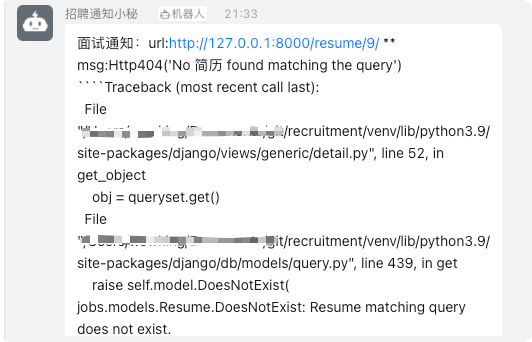 招聘通知小秘 机器人 21:33
面试通知：url:http://127.0.0.1:8000/resume/9/ **
msg:Http404('No 简历 found matching the query')
````Traceback (most recent call last):
File
git/recruitment/venv/lib/python3.9/
site-packages/django/views/generic/detail.py", line 52, in
get_object
obj = queryset.get()
File
git/recruitment/venv/lib/python3.9/
site-packages/django/db/models/query.py", line 439, in get
raise self.model.DoesNotExist(
jobs.models.Resume.DoesNotExist: Resume matching query
does not exist.